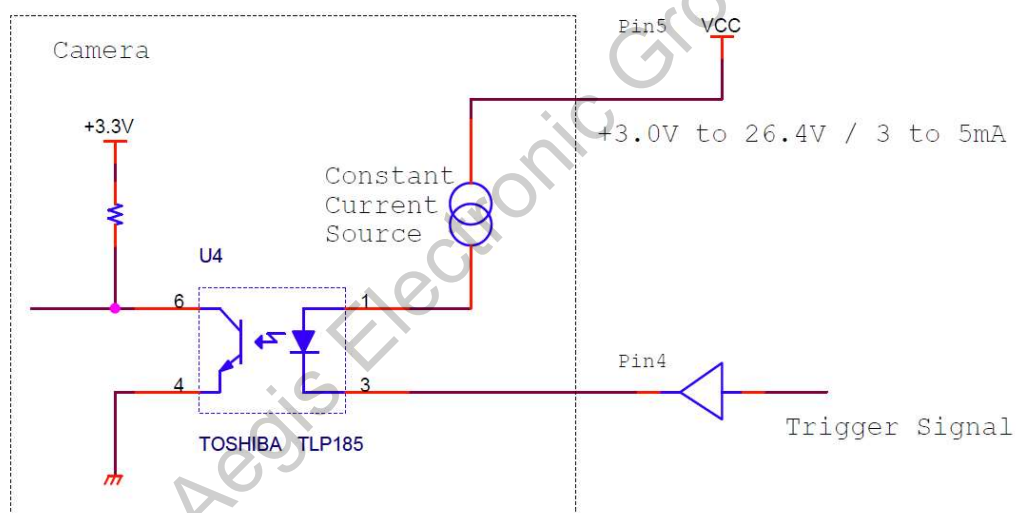 Pin5 VCC
Camera
+3.3V
+3.0V to 26.4V / 3 to 5mA
Constant
Current
Source
U4
6
1
4
3
Pin4
TOSHIBA TLP185
Trigger Signal
Aegis Electronic Gro